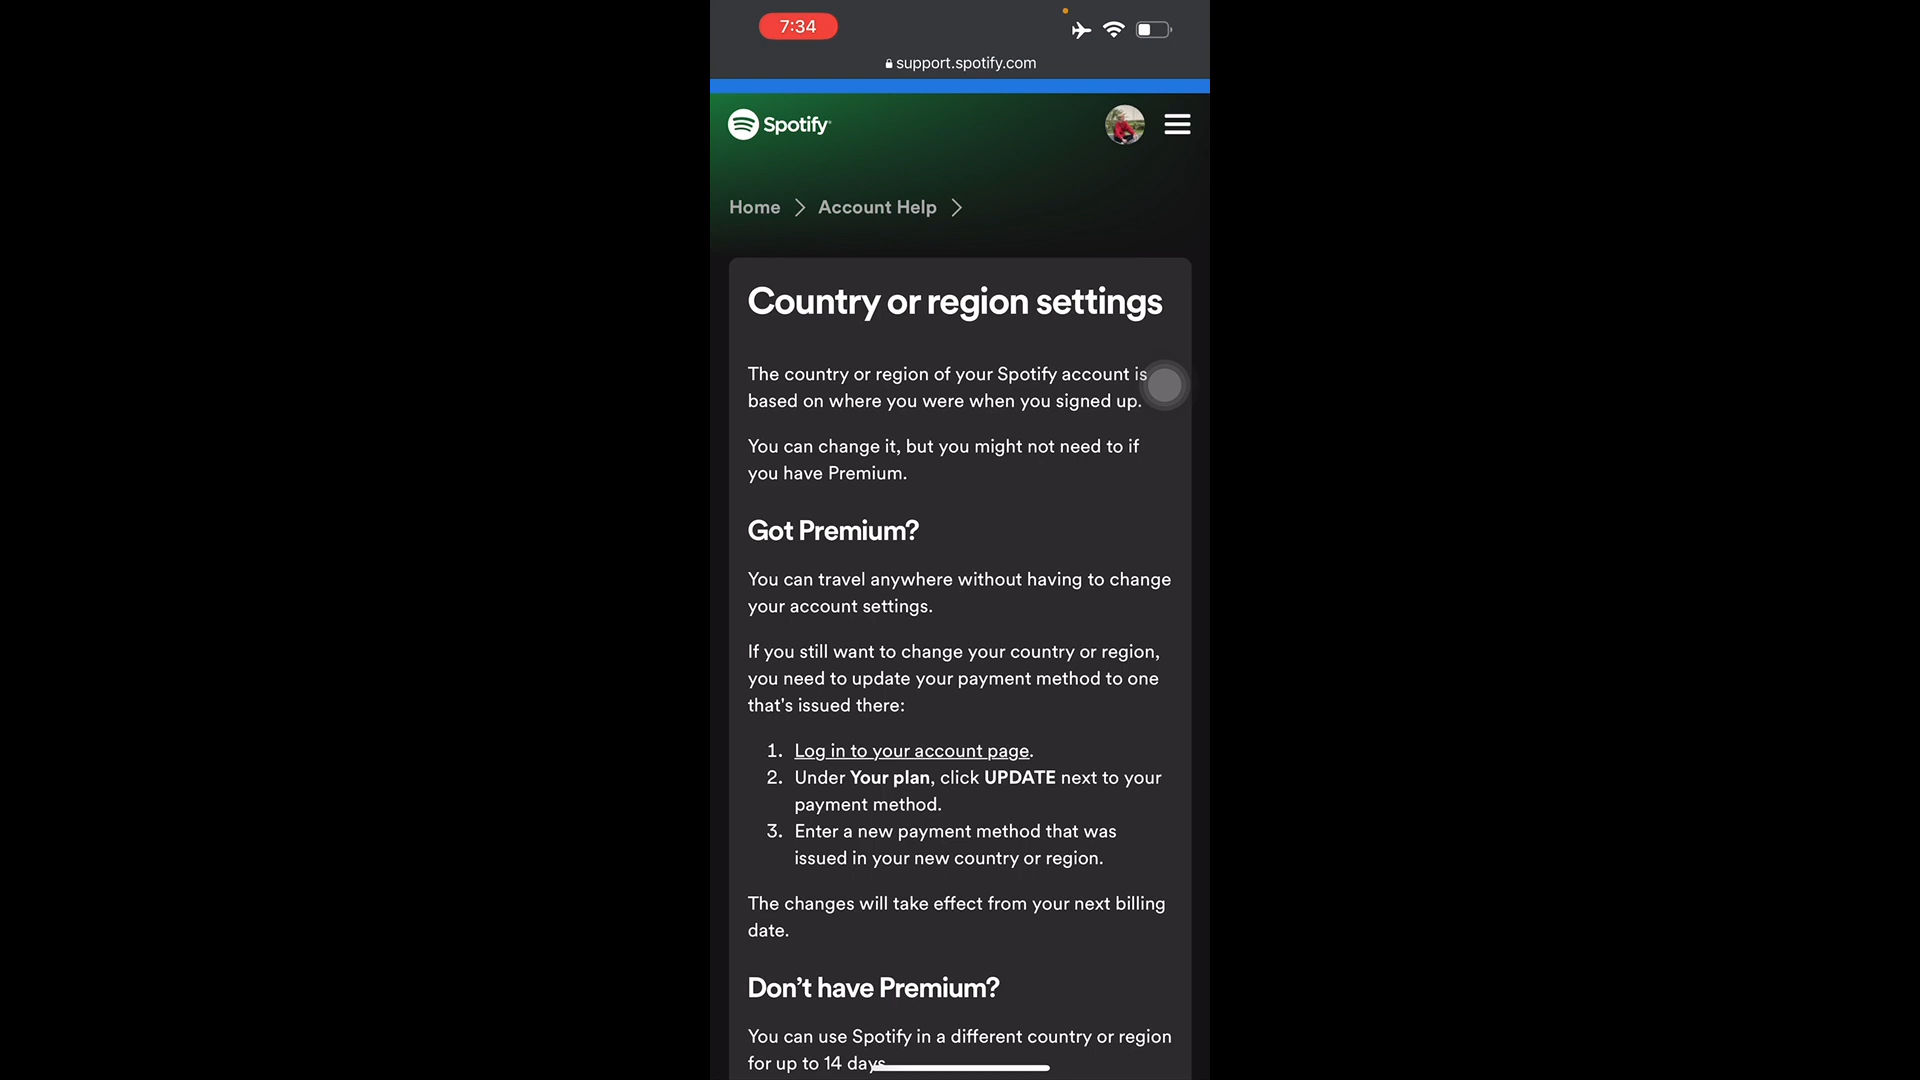 7:34
support.spotify.com
Spotify
Home > Account Help >
Country or region settings
The country or region of your Spotify account is
based on where you were when you signed up.
You can change it, but you might not need to if
you have Premium.
Got Premium?
You can travel anywhere without having to change
your account settings.
If you still want to change your country or region,
you need to update your payment method to one
that's issued there:
1. Log in to your account page.
2. Under Your plan, click UPDATE next to your
payment method.
3. Enter a new payment method that was
issued in your new country or region.
The changes will take effect from your next billing
date.
Don’t have Premium?
You can use Spotify in a different country or region
for up to 14 days